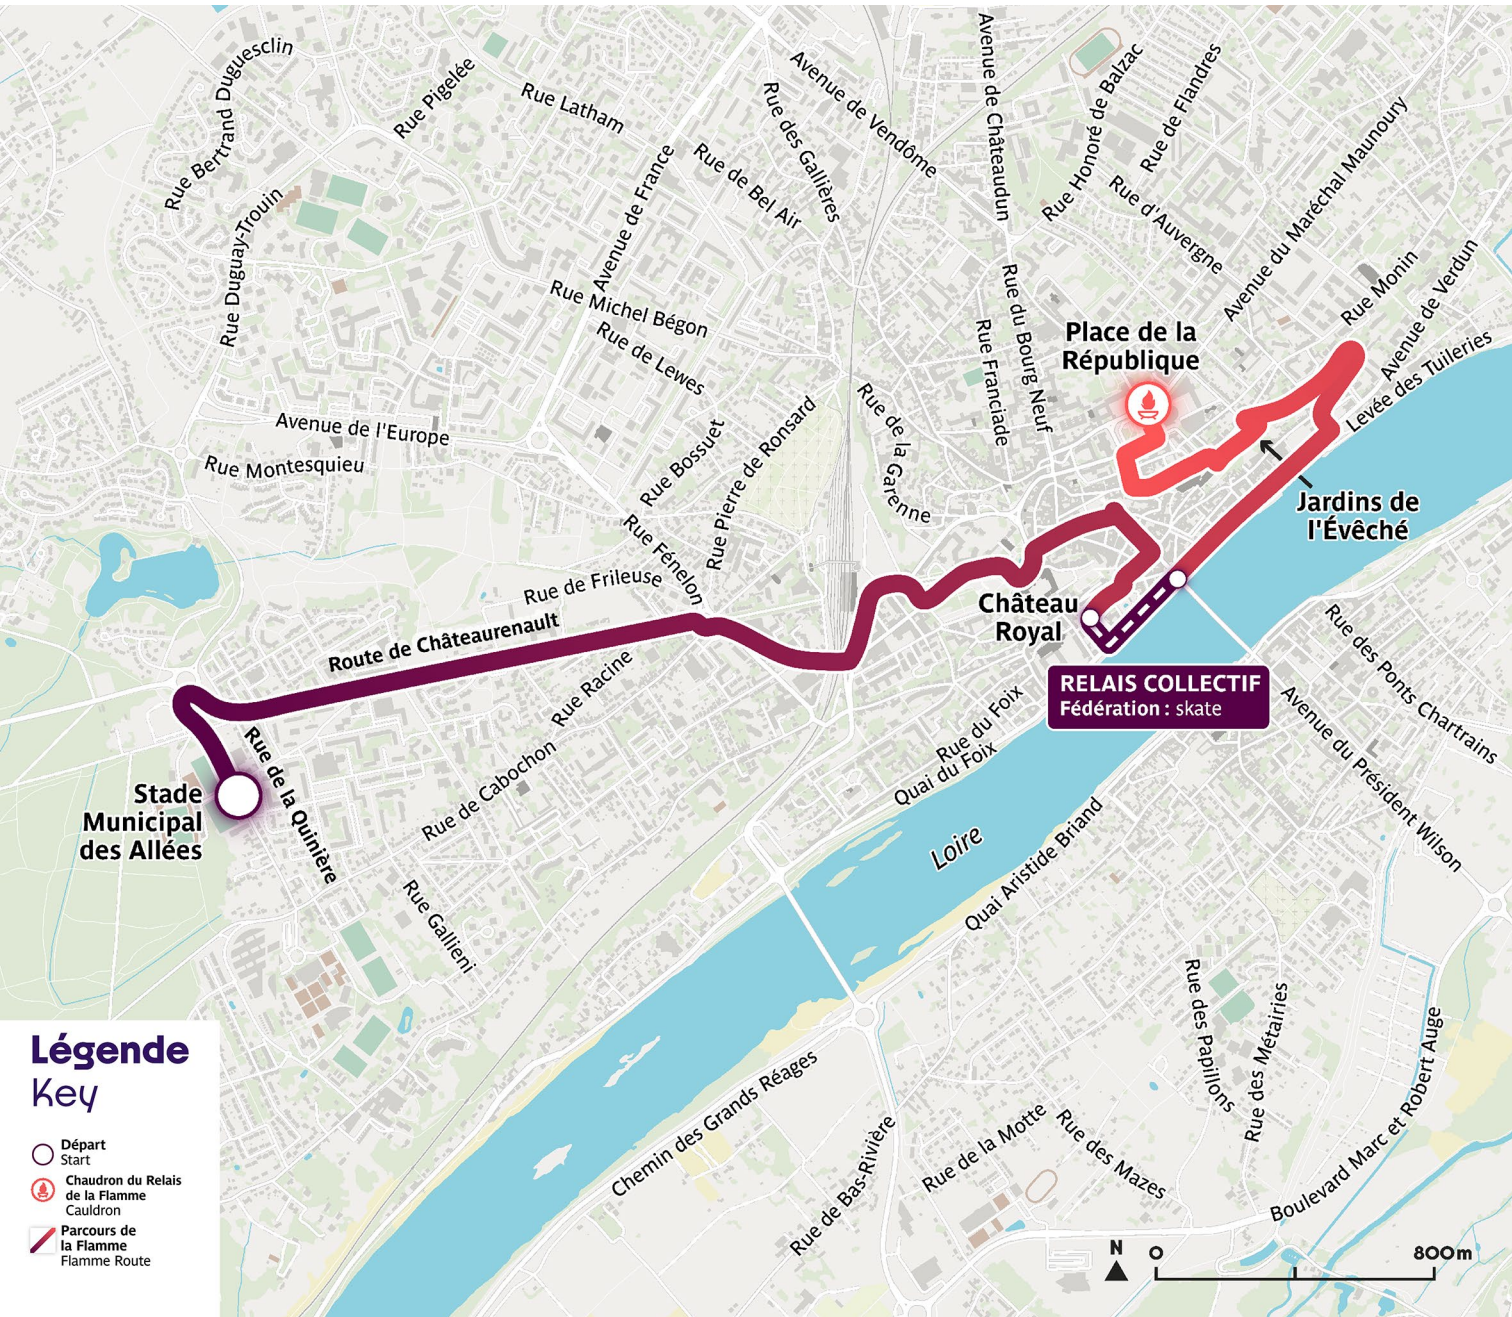 Rue Bertrand Duguesclin
Rue Pigelée
Rue Latham
Avenue de Vendôme
Avenue de Châteaudun
Rue Honoré de Balzac
Rue de Flandres
Rue des Gallières
Rue de Bel Air
Avenue de France
Rue Duguay-Trouin
Rue d'Auvergne
Avenue du Maréchal Maunoury
Rue Monin
Avenue de Verdun
Levée des Tuileries
Rue Michel Bégon
Rue de Lewes
Rue du Bourg Neuf
Rue Franciade
Place de la
République
Avenue de l'Europe
Rue Montesquieu
Rue Bossuet
Rue Pierre de Ronsard
Rue de la Garenne
Rue Fénelon
Rue de Frileuse
Jardins de
l'Évêché
Route de Châteaurenault
Château
Royal
RELAIS COLLECTIF
Fédération : skate
Rue des Ponts Chartrains
Avenue du Président Wilson
Rue Racine
Rue de Cabochon
Rue de la Quinière
Stade
Municipal
des Allées
Rue Gallieni
Rue du Foix
Quai du Foix
Loire
Quai Aristide Briand
Rue des Papillons
Rue des Métairies
Boulevard Marc et Robert Auge
Chemin des Grands Réages
Rue de Bas-Rivière
Rue de la Motte
Rue des Mazes
Légende
Key
Départ
Start
Chaudron du Relais
de la Flamme
Cauldron
Parcours de
la Flamme
Flamme Route
N
0
800m